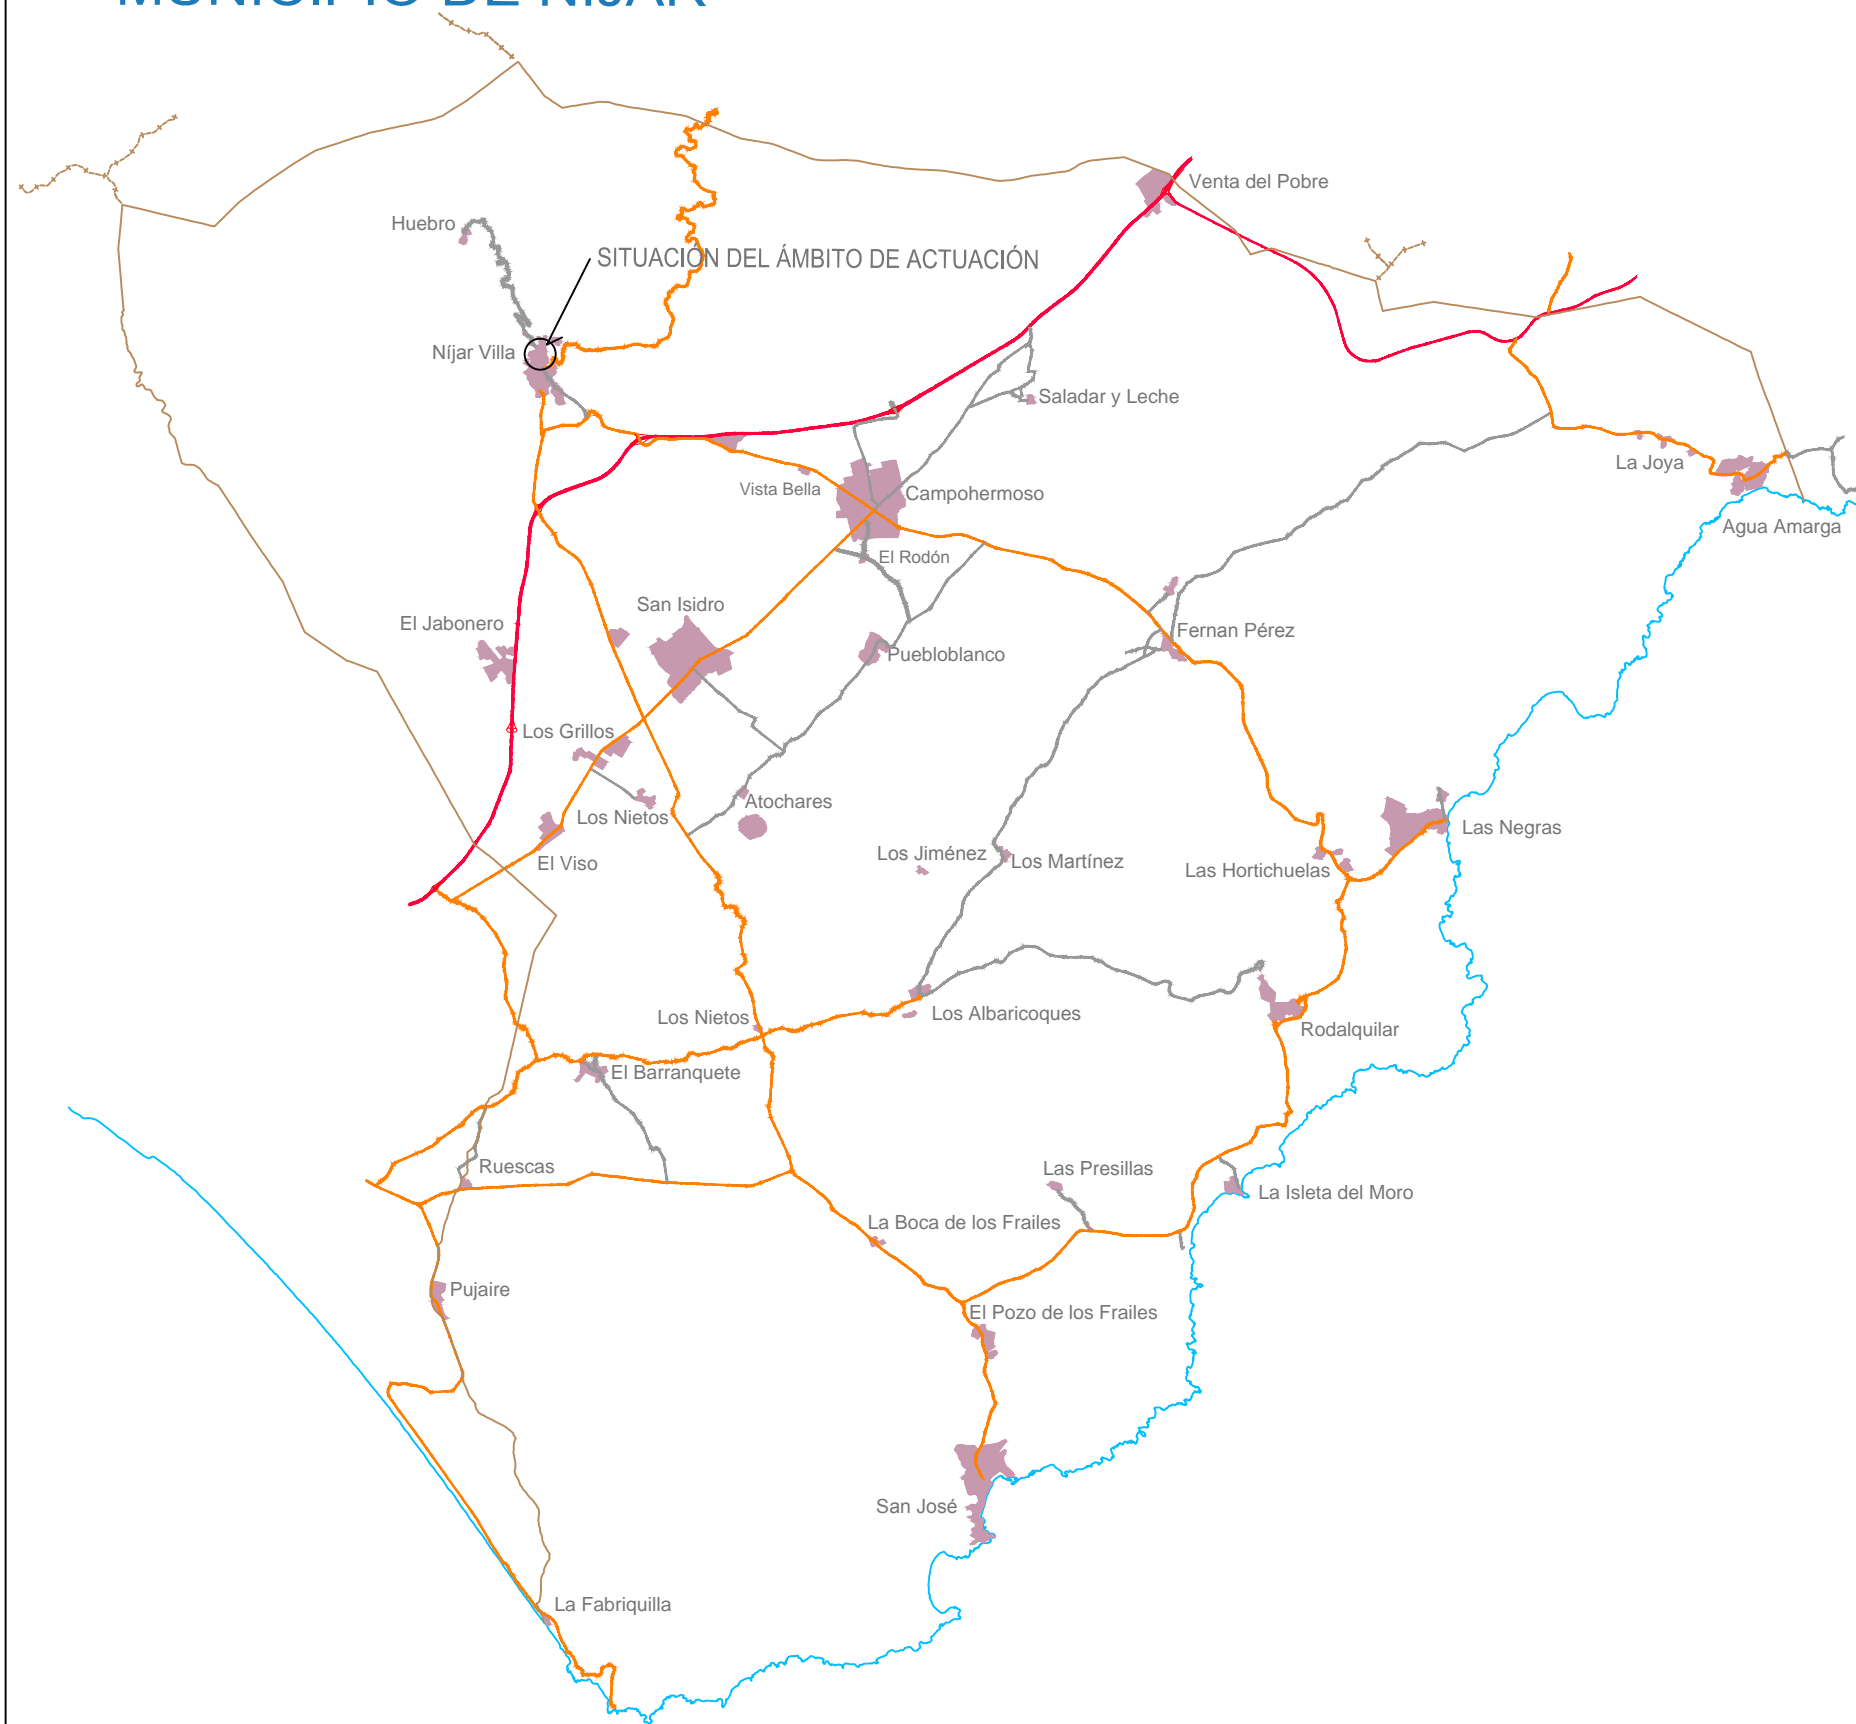 MUNICIPIO DE NÍJAR
Venta del Pobre
Huebro
SITUACIÓN DEL ÁMBITO DE ACTUACIÓN
Níjar Villa
Saladar y Leche
La Joya
Vista Bella
Campohermoso
Agua Amarga
El Rodón
San Isidro
El Jabonero
Fernan Pérez
Puebloblanco
Los Grillos
Atochares
Los Nietos
Las Negras
El Viso
Los Jiménez
Los Martínez
Las Hortichuelas
Los Nietos
Los Albaricoques
Rodalquilar
El Barranquete
Ruescas
Las Presillas
La Isleta del Moro
La Boca de los Frailes
Pujaire
El Pozo de los Frailes
San José
La Fabriquilla